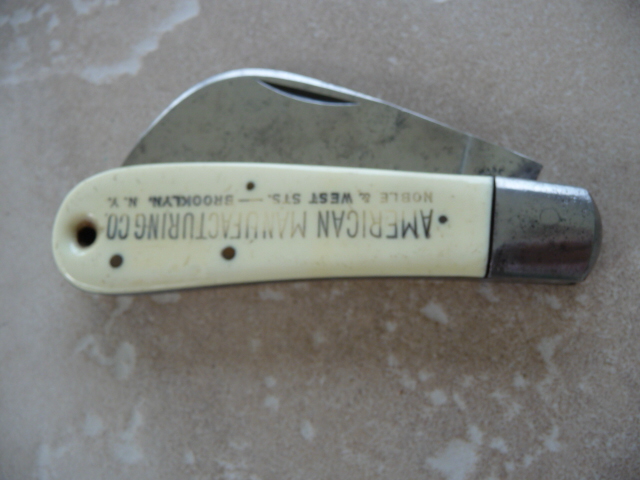 AMERICAN MANUFACTURING CO.
NOBLE & WEST STS. — BROOKLYN, N. Y.